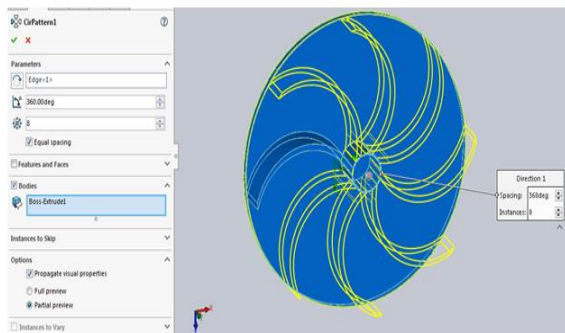 CirPattern1
Parameters
Edge<1>
360.00deg
8
Equal spacing
Features and Faces
Bodies
Boss-Extrude1
Instances to Skip
Options
Propagate visual properties
Full preview
Partial preview
Instances to Vary
Direction 1
Spacing: 360deg
Instances: 8